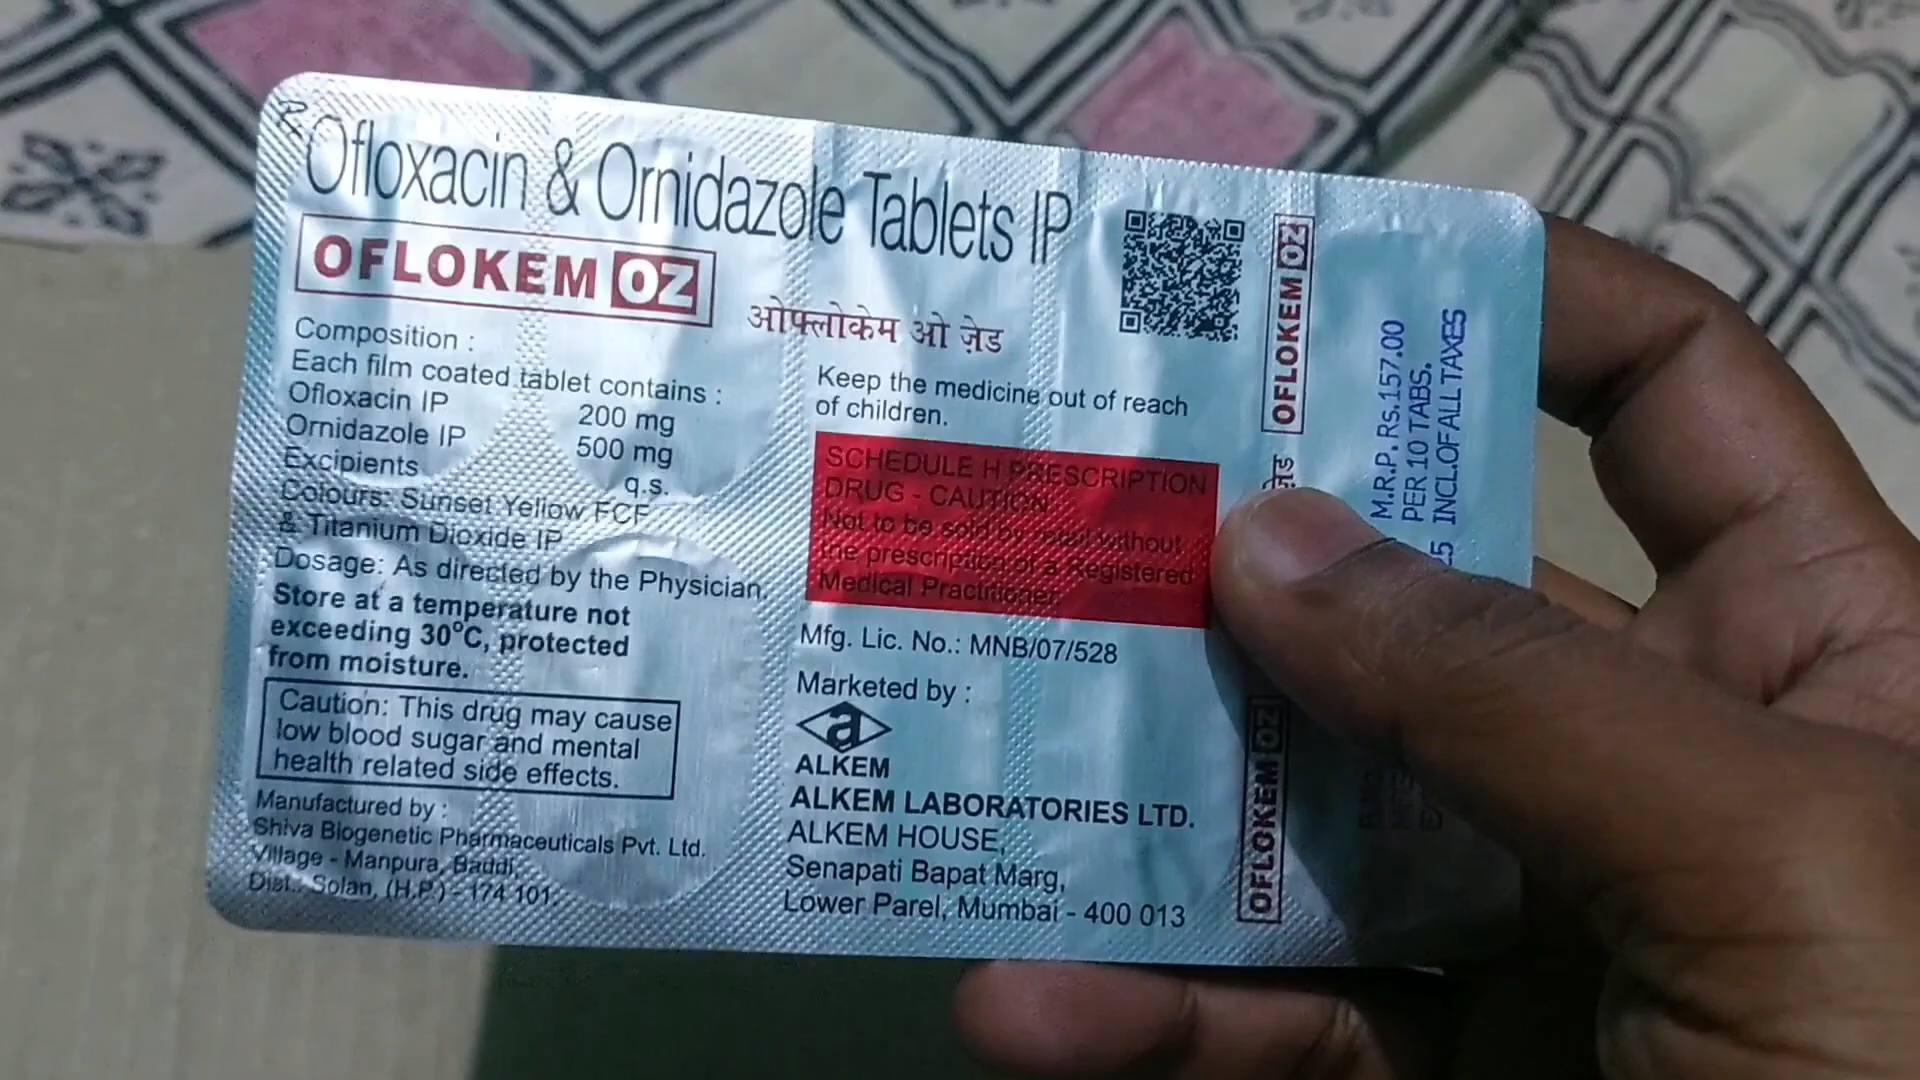 Rx
Ofloxacin & Ornidazole Tablets IP
OFLOKEM OZ
ओफ्लोकेम ओ ज़ेड
Composition :
Each film coated tablet contains :
Ofloxacin IP 200 mg
Ornidazole IP 500 mg
Excipients q.s.
Colours: Sunset Yellow FCF
& Titanium Dioxide IP
Dosage: As directed by the Physician.
Store at a temperature not
exceeding 30°C, protected
from moisture.
Caution: This drug may cause
low blood sugar and mental
health related side effects.
Manufactured by :
Shiva Biogenetic Pharmaceuticals Pvt. Ltd.
Village - Manpura, Baddi,
Dist.: Solan, (H.P.) - 174 101.
Keep the medicine out of reach
of children.
SCHEDULE H PRESCRIPTION
DRUG - CAUTION
Not to be sold by retail without
the prescription of a Registered
Medical Practitioner.
Mfg. Lic. No.: MNB/07/528
Marketed by :
a
ALKEM
ALKEM LABORATORIES LTD.
ALKEM HOUSE,
Senapati Bapat Marg,
Lower Parel, Mumbai - 400 013
OFLOKEM OZ
OFLOKEM OZ
M.R.P. Rs.157.00
PER 10 TABS.
INCL.OF ALL TAXES